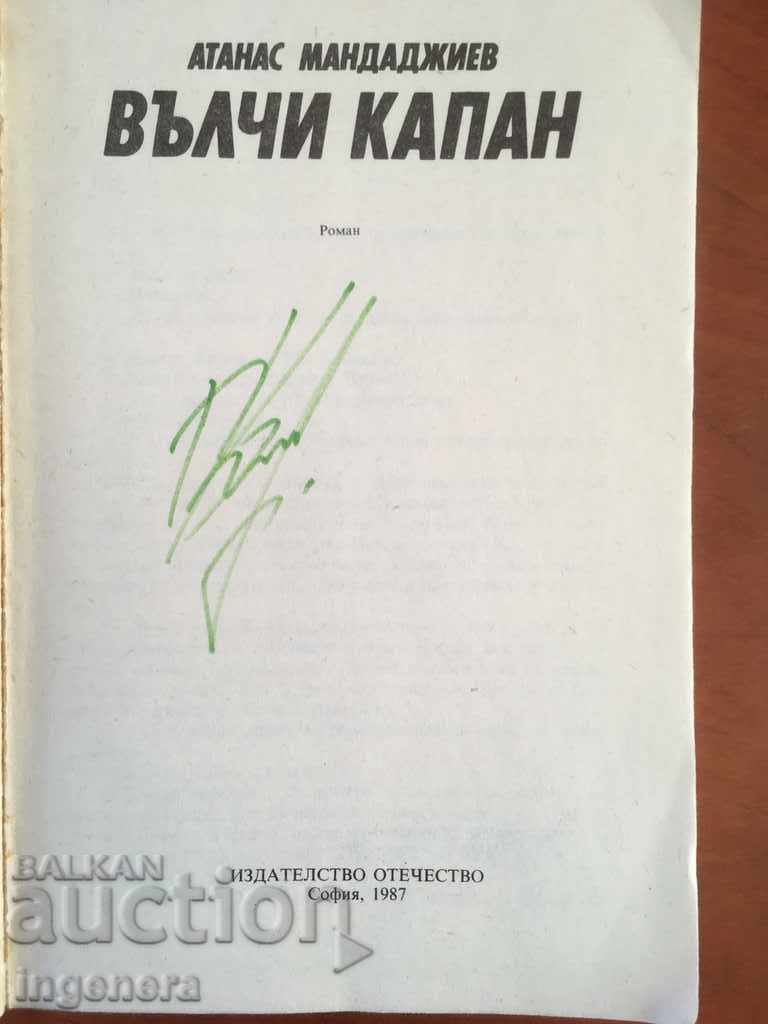 АТАНАС МАНДАДЖИЕВ
ВЪЛЧИ КАПАН
Роман
ИЗДАТЕЛСТВО ОТЕЧЕСТВО
София, 1987
BALKAN
auction
ingenera